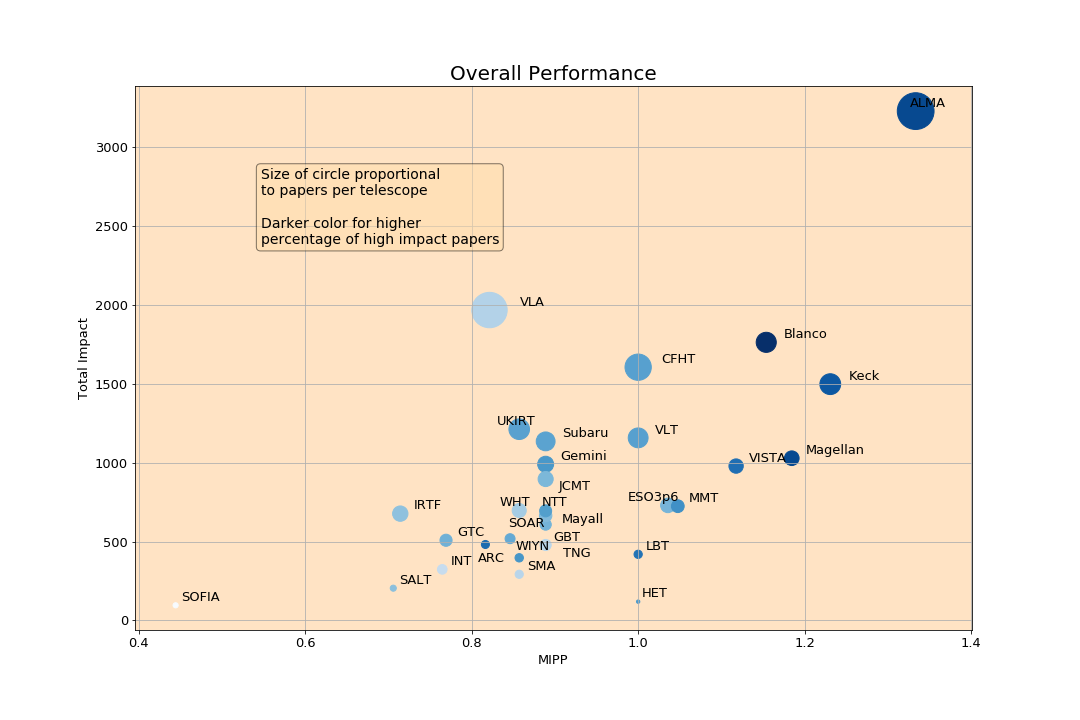 Overall Performance
ALMA
3000
Size of circle proportional
to papers per telescope
Darker color for higher
percentage of high impact papers
2500
2000
VLA
Blanco
CFHT
Keck
1500
Total Impact
UKIRT
Subaru
VLT
Gemini
Magellan
VISTA
1000
JCMT
ESO3p6
MMT
WHT
NTT
IRTF
Mayall
SOAR
GTC
GBT
500
WIYN
LBT
TNG
INT
ARC
SMA
SALT
HET
SOFIA
0
0.4
0.6
0.8
1.0
1.2
1.4
MIPP